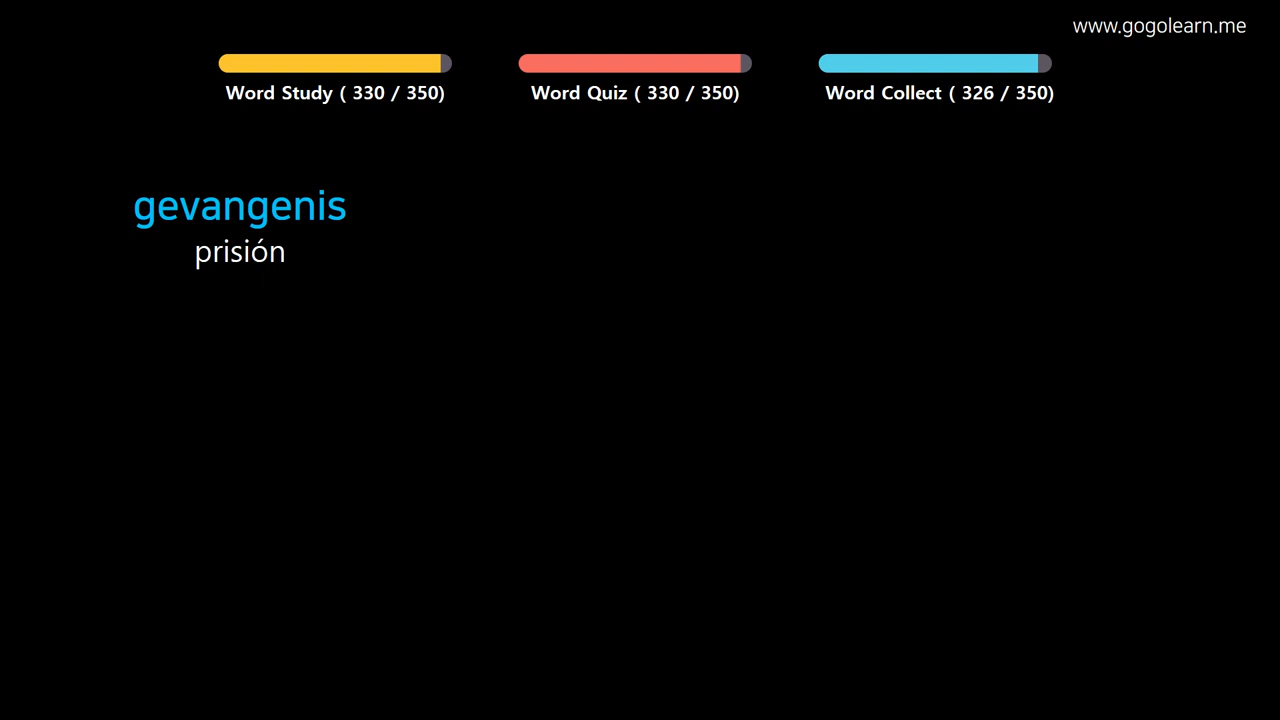 www.gogolearn.me
Word Study ( 330 / 350)
Word Quiz ( 330 / 350)
Word Collect ( 326 / 350)
gevangenis
prisión